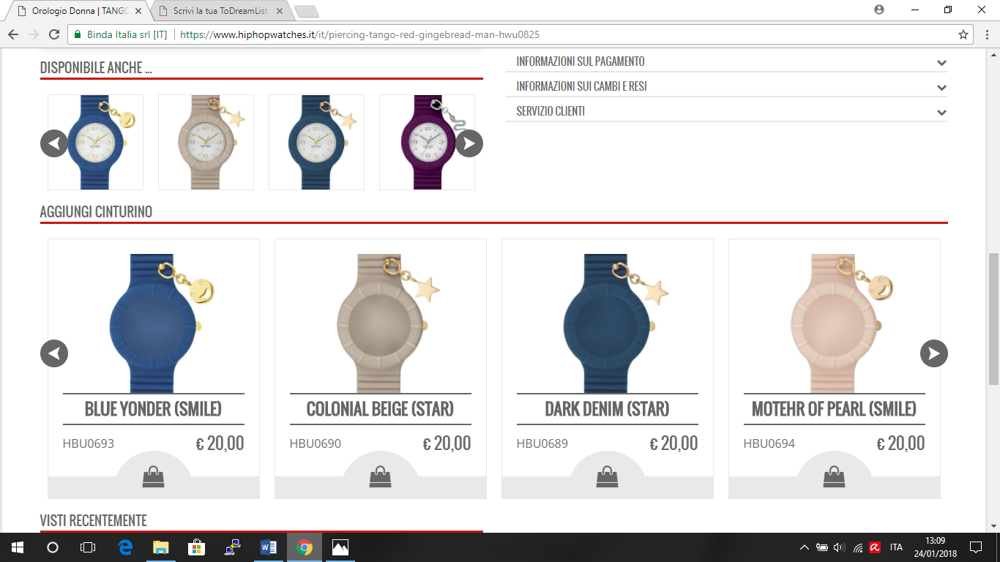 Orologio Donna | TANGO
Scrivi la tua ToDreamList
Binda Italia srl [IT]
https://www.hiphopwatches.it/it/piercing-tango-red-gingebread-man-hwu0825
DISPONIBILE ANCHE ...
INFORMAZIONI SUL PAGAMENTO
INFORMAZIONI SUI CAMBI E RESI
SERVIZIO CLIENTI
AGGIUNGI CINTURINO
BLUE YONDER (SMILE)
HBU0693 € 20,00
COLONIAL BEIGE (STAR)
HBU0690 € 20,00
DARK DENIM (STAR)
HBU0689 € 20,00
MOTEHR OF PEARL (SMILE)
HBU0694 € 20,00
VISTI RECENTEMENTE
ITA
13:09
24/01/2018